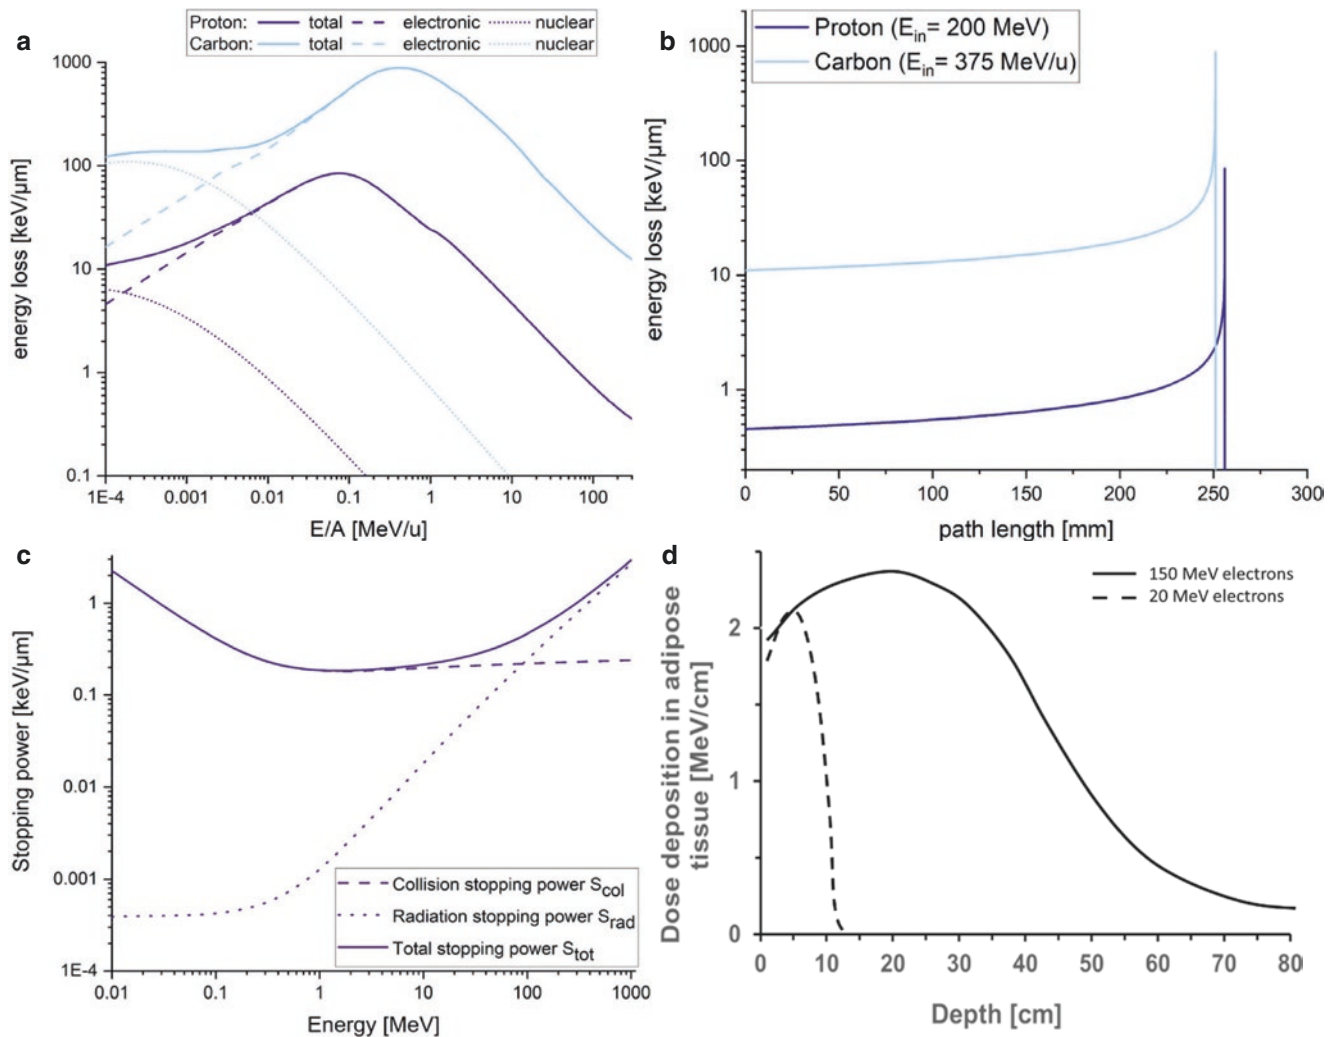 a
Proton: total electronic nuclear
Carbon: total electronic nuclear
1000
100
10
1
0.1
energy loss [keV/μm]
1E-4 0.001 0.01 0.1 1 10 100
E/A [MeV/u]
b
Proton (Ein= 200 MeV)
Carbon (Ein= 375 MeV/u)
1000
100
10
1
energy loss [keV/μm]
0 50 100 150 200 250 300
path length [mm]
c
1
0.1
0.01
0.001
1E-4
Stopping power [keV/μm]
Collision stopping power Scol
Radiation stopping power Srad
Total stopping power Stot
0.01 0.1 1 10 100 1000
Energy [MeV]
d
150 MeV electrons
20 MeV electrons
2
1
0
Dose deposition in adipose
tissue [MeV/cm]
0 10 20 30 40 50 60 70 80
Depth [cm]